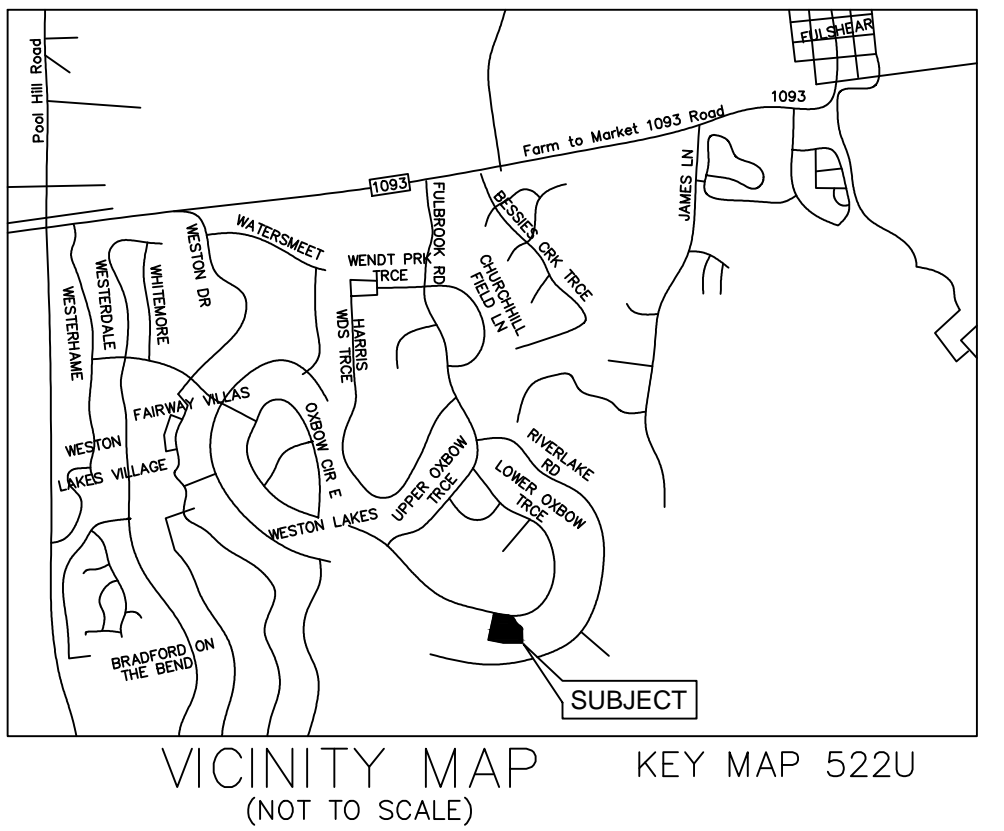 FULSHEAR
Pool Hill Road
1093
Farm to Market 1093 Road
JAMES LN
1093
FULBROOK RD
BESSIES CRK TRCE
WATERSMEET
WESTON DR
WENDT PRK
TRCE
CHURCHHILL
FIELD LN
WESTERHAME
WESTERDALE
WHITEMORE
HARRIS
WDS TRCE
FAIRWAY VILLAS
OXBOW CIR E
WESTON
LAKES VILLAGE
UPPER OXBOW
TRCE
RIVERLAKE
RD
LOWER OXBOW
TRCE
WESTON LAKES
BRADFORD ON
THE BEND
SUBJECT
VICINITY MAP
(NOT TO SCALE)
KEY MAP 522U